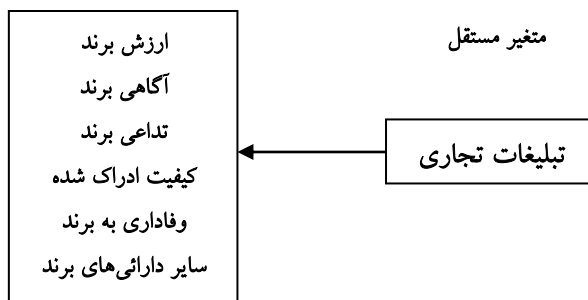 متغیر مستقل
تبلیغات تجاری
ارزش برند
آگاهی برند
تداعی برند
کیفیت ادراک شده
وفاداری به برند
سایر دارائی‌های برند